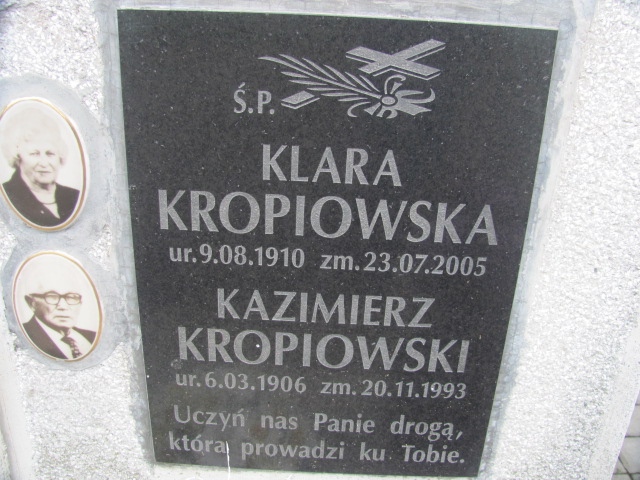 Ś.P.
KLARA
KROPIOWSKA
ur. 9.08.1910 zm. 23.07.2005
KAZIMIERZ
KROPIOWSKI
ur. 6.03.1906 zm. 20.11.1993
Uczyń nas Panie drogą,
która prowadzi ku Tobie.